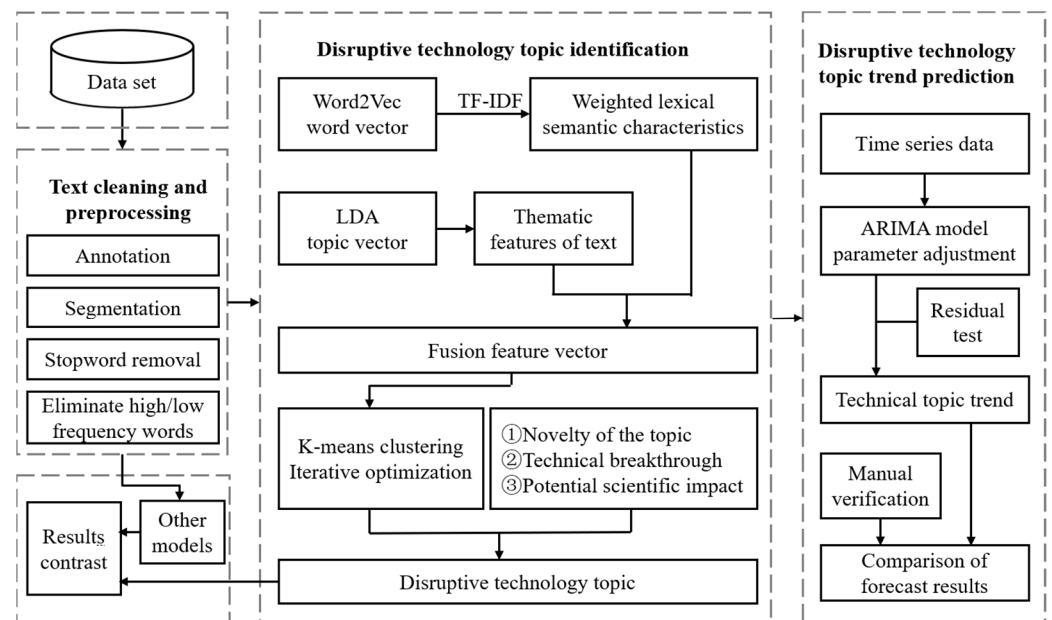 Data set
Text cleaning and
preprocessing
Annotation
Segmentation
Stopword removal
Eliminate high/low
frequency words
Other
models
Results
contrast
Disruptive technology topic identification
Word2Vec
word vector
TF-IDF
Weighted lexical
semantic characteristics
LDA
topic vector
Thematic
features of text
Fusion feature vector
K-means clustering
Iterative optimization
①Novelty of the topic
②Technical breakthrough
③Potential scientific impact
Disruptive technology topic
Disruptive technology
topic trend prediction
Time series data
ARIMA model
parameter adjustment
Residual
test
Technical topic trend
Manual
verification
Comparison of
forecast results